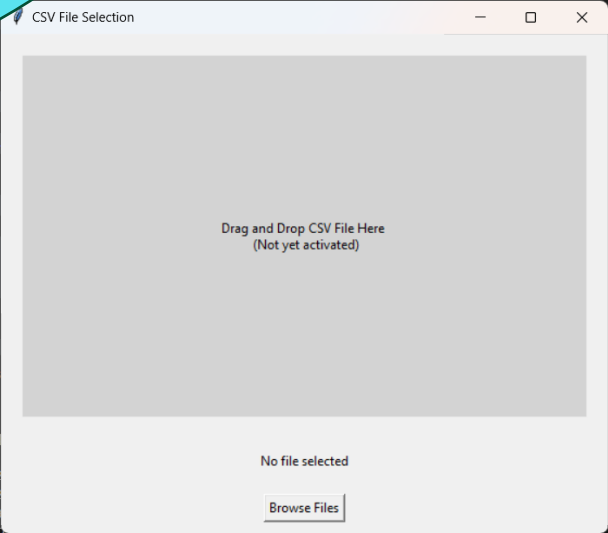 CSV File Selection
Drag and Drop CSV File Here
(Not yet activated)
No file selected
Browse Files